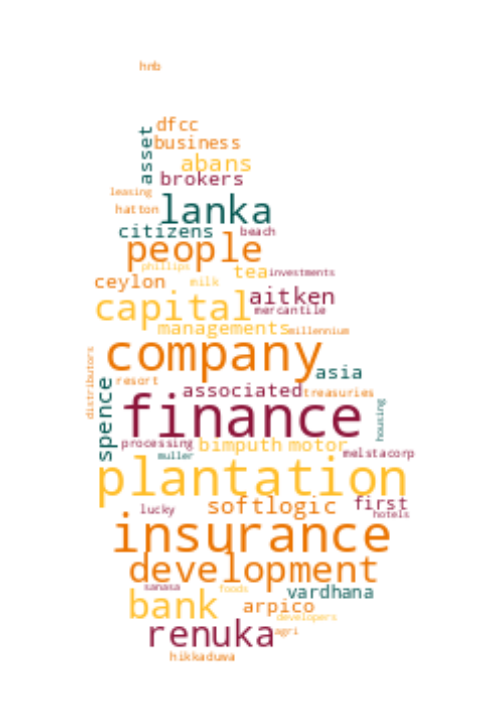 hnb
dfcc
asset
business
abans
brokers
leasing
hatton
lanka
citizens
beach
people
phillips
tea
investments
ceylon
milk
capital
aitken
mercantile
managements
millennium
company
distributors
asia
resort
spence
associated
treasuries
finance
housing
processing
bimputh
motor
muller
melstacorp
plantation
first
softlogic
lucky
hotels
insurance
development
sanasa
foods
vardhana
bank
arpico
developers
renuka
agri
hikkaduwa